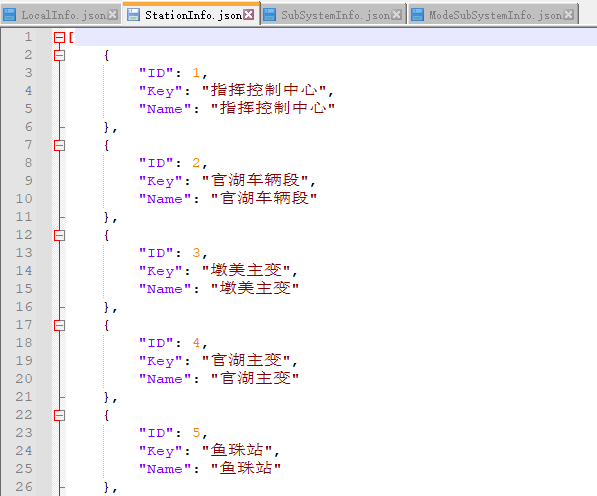 LocalInfo.json StationInfo.json SubSystemInfo.json ModeSubSystemInfo.json
1 [
2 {
3 "ID": 1,
4 "Key": "指挥控制中心",
5 "Name": "指挥控制中心"
6 },
7 {
8 "ID": 2,
9 "Key": "官湖车辆段",
10 "Name": "官湖车辆段"
11 },
12 {
13 "ID": 3,
14 "Key": "墩美主变",
15 "Name": "墩美主变"
16 },
17 {
18 "ID": 4,
19 "Key": "官湖主变",
20 "Name": "官湖主变"
21 },
22 {
23 "ID": 5,
24 "Key": "鱼珠站",
25 "Name": "鱼珠站"
26 },